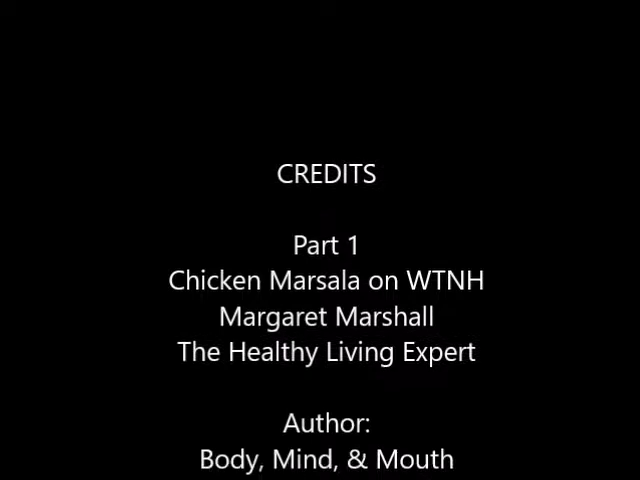 CREDITS
Part 1
Chicken Marsala on WTNH
Margaret Marshall
The Healthy Living Expert
Author:
Body, Mind, & Mouth